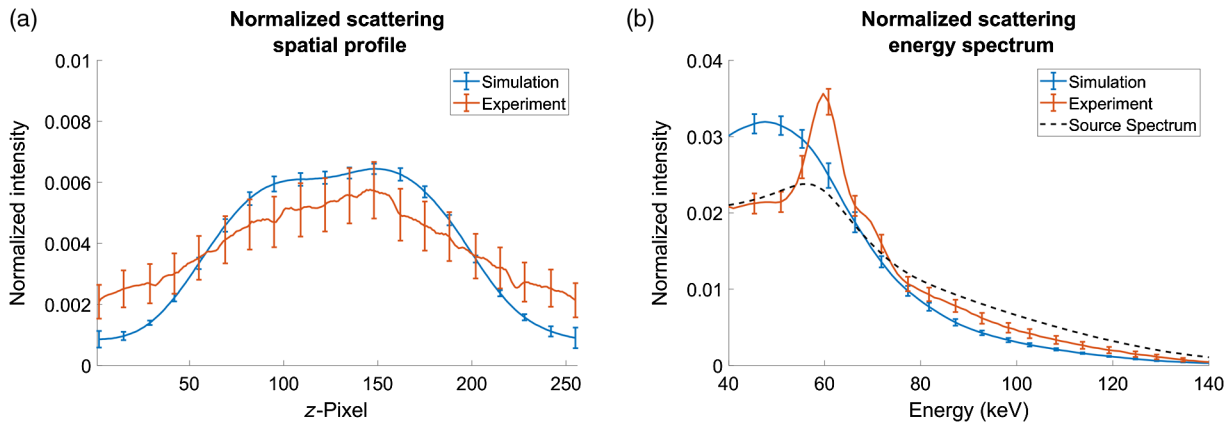 (a)
Normalized scattering
spatial profile
Normalized intensity
0.01
0.008
0.006
0.004
0.002
0
50
100
150
200
250
z-Pixel
Simulation
Experiment
(b)
Normalized scattering
energy spectrum
Normalized intensity
0.04
0.03
0.02
0.01
0
40
60
80
100
120
140
Energy (keV)
Simulation
Experiment
Source Spectrum